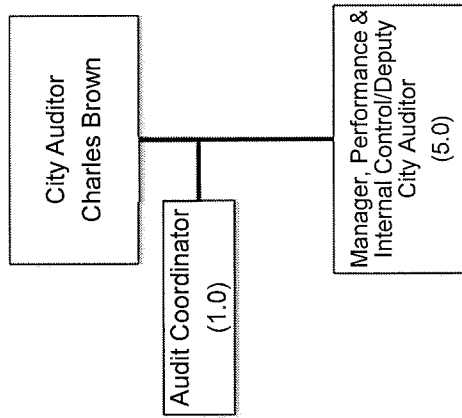 City Auditor
Charles Brown
Audit Coordinator
(1.0)
Manager, Performance &
Internal Control/Deputy
City Auditor
(5.0)